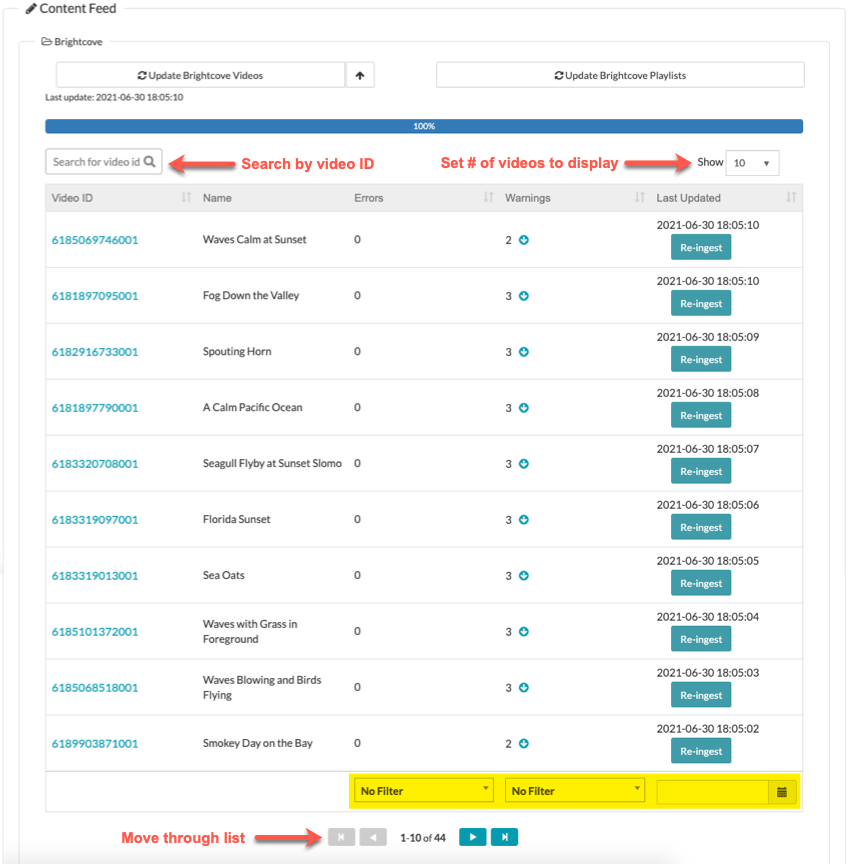 Content Feed
Brightcove
Update Brightcove Videos
Update Brightcove Playlists
Last update: 2021-06-30 18:05:10
100%
Search for video id
Search by video ID
Set # of videos to display
Show
10
Video ID Name Errors Warnings Last Updated
6185069746001 Waves Calm at Sunset 0 2 2021-06-30 18:05:10
Re-ingest
6181897095001 Fog Down the Valley 0 3 2021-06-30 18:05:10
Re-ingest
6182916733001 Spouting Horn 0 3 2021-06-30 18:05:09
Re-ingest
6181897790001 A Calm Pacific Ocean 0 3 2021-06-30 18:05:08
Re-ingest
6183320708001 Seagull Flyby at Sunset Slomo 0 3 2021-06-30 18:05:07
Re-ingest
6183319097001 Florida Sunset 0 3 2021-06-30 18:05:06
Re-ingest
6183319013001 Sea Oats 0 3 2021-06-30 18:05:05
Re-ingest
6185101372001 Waves with Grass in 0 3 2021-06-30 18:05:04
Foreground
Re-ingest
6185068518001 Waves Blowing and Birds 0 3 2021-06-30 18:05:03
Flying
Re-ingest
6189903871001 Smokey Day on the Bay 0 2 2021-06-30 18:05:02
Re-ingest
No Filter
No Filter
Move through list
1-10 of 44